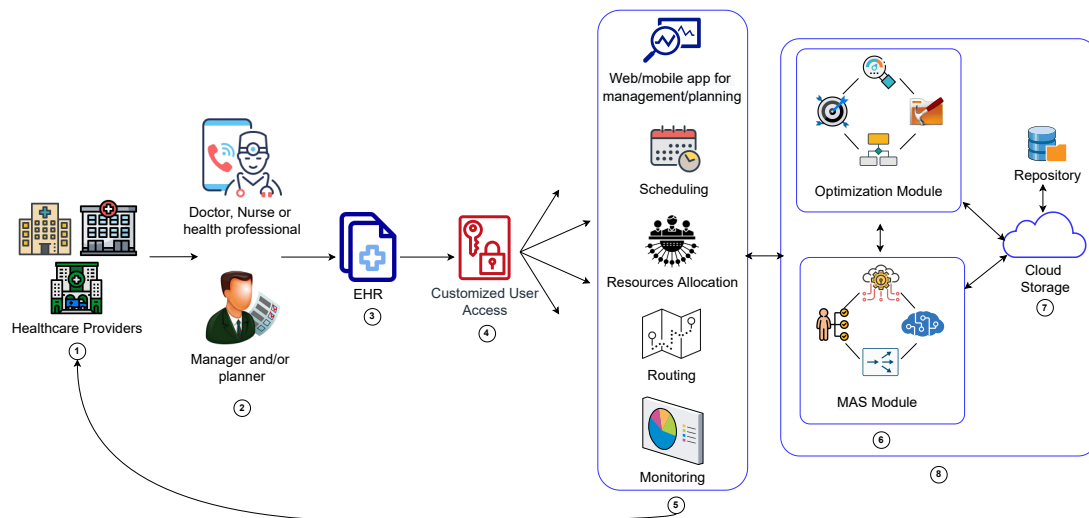 Healthcare Providers
1
Doctor, Nurse or
health professional
Manager and/or
planner
2
EHR
3
Customized User
Access
4
Web/mobile app for
management/planning
Scheduling
Resources Allocation
Routing
Monitoring
5
Optimization Module
MAS Module
6
Repository
Cloud
Storage
7
8